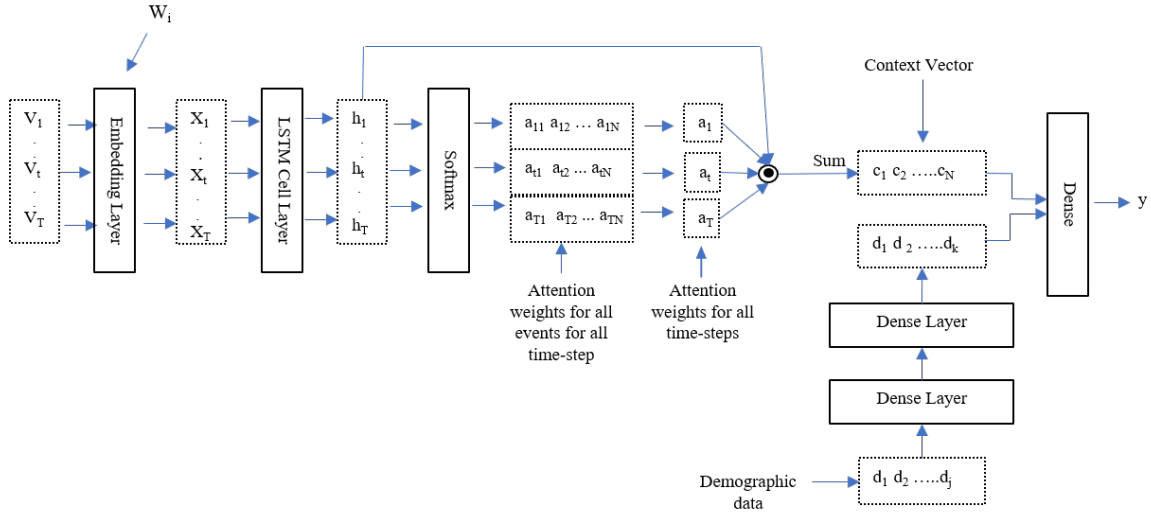 W_i
V_1
.
.
V_t
.
.
V_T
Embedding Layer
X_1
.
.
X_t
.
.
X_T
LSTM Cell Layer
h_1
.
.
h_t
.
.
h_T
Softmax
a_11 a_12 … a_1N
a_t1 a_t2 ... a_tN
a_T1 a_T2 ... a_TN
Attention
weights for all
events for all
time-step
a_1
a_t
a_T
Attention
weights for all
time-steps
Sum
Context Vector
c_1 c_2 …..c_N
d_1 d_2 …..d_k
Dense Layer
Dense Layer
Demographic
data
d_1 d_2 …..d_j
Dense
y